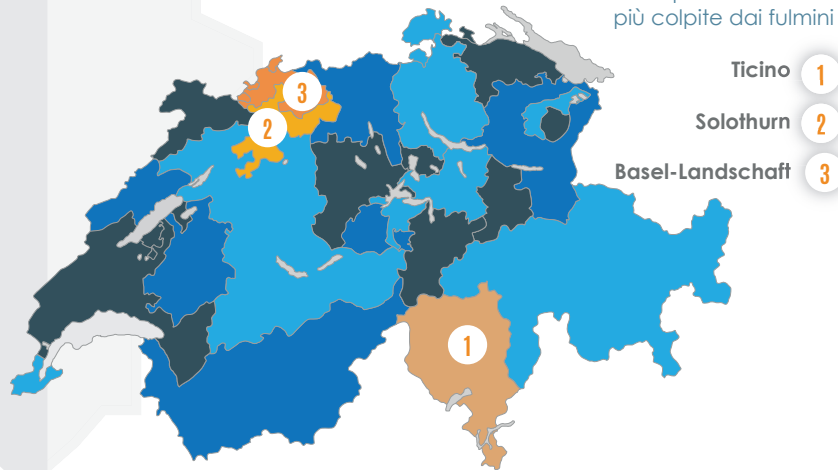 più colpite dai fulmini
Ticino 1
Solothurn 2
Basel-Landschaft 3
3
2
1